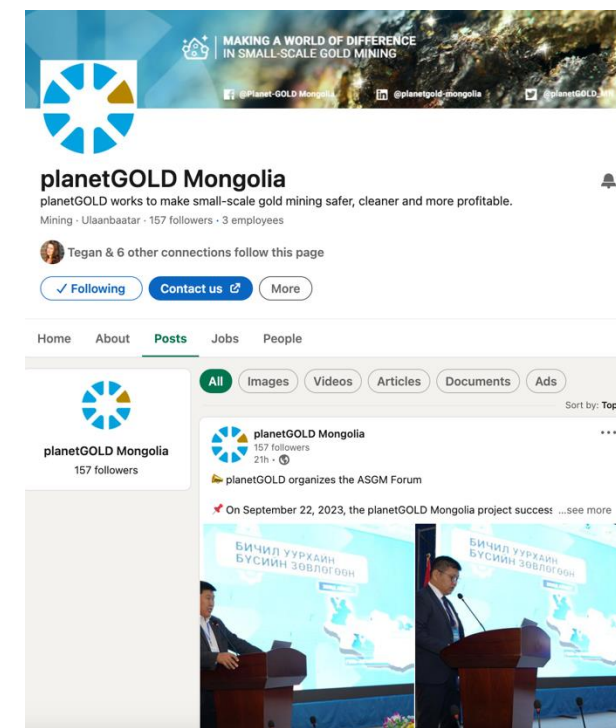 MAKING A WORLD OF DIFFERENCE
IN SMALL-SCALE GOLD MINING
@Planet-GOLD Mongolia
@planetgold-mongolia
planetGOLD Mongolia
planetGOLD works to make small-scale gold mining safer, cleaner and more profitable.
Mining · Ulaanbaatar · 157 followers · 3 employees
Tegan & 6 other connections follow this page
✓ Following
Contact us
More
Home About Posts Jobs People
planetGOLD Mongolia
157 followers
All Images Videos Articles Documents Ads
Sort by: Top
planetGOLD Mongolia
157 followers
21h •
planetGOLD organizes the ASGM Forum
📌 On September 22, 2023, the planetGOLD Mongolia project success ...see more
БИЧИЛ УУРХАЙН
БҮСИЙН ЗӨВЛӨГӨӨН
БИЧИЛ УУРХАЙН
БҮСИЙН ЗӨВЛӨГӨӨН